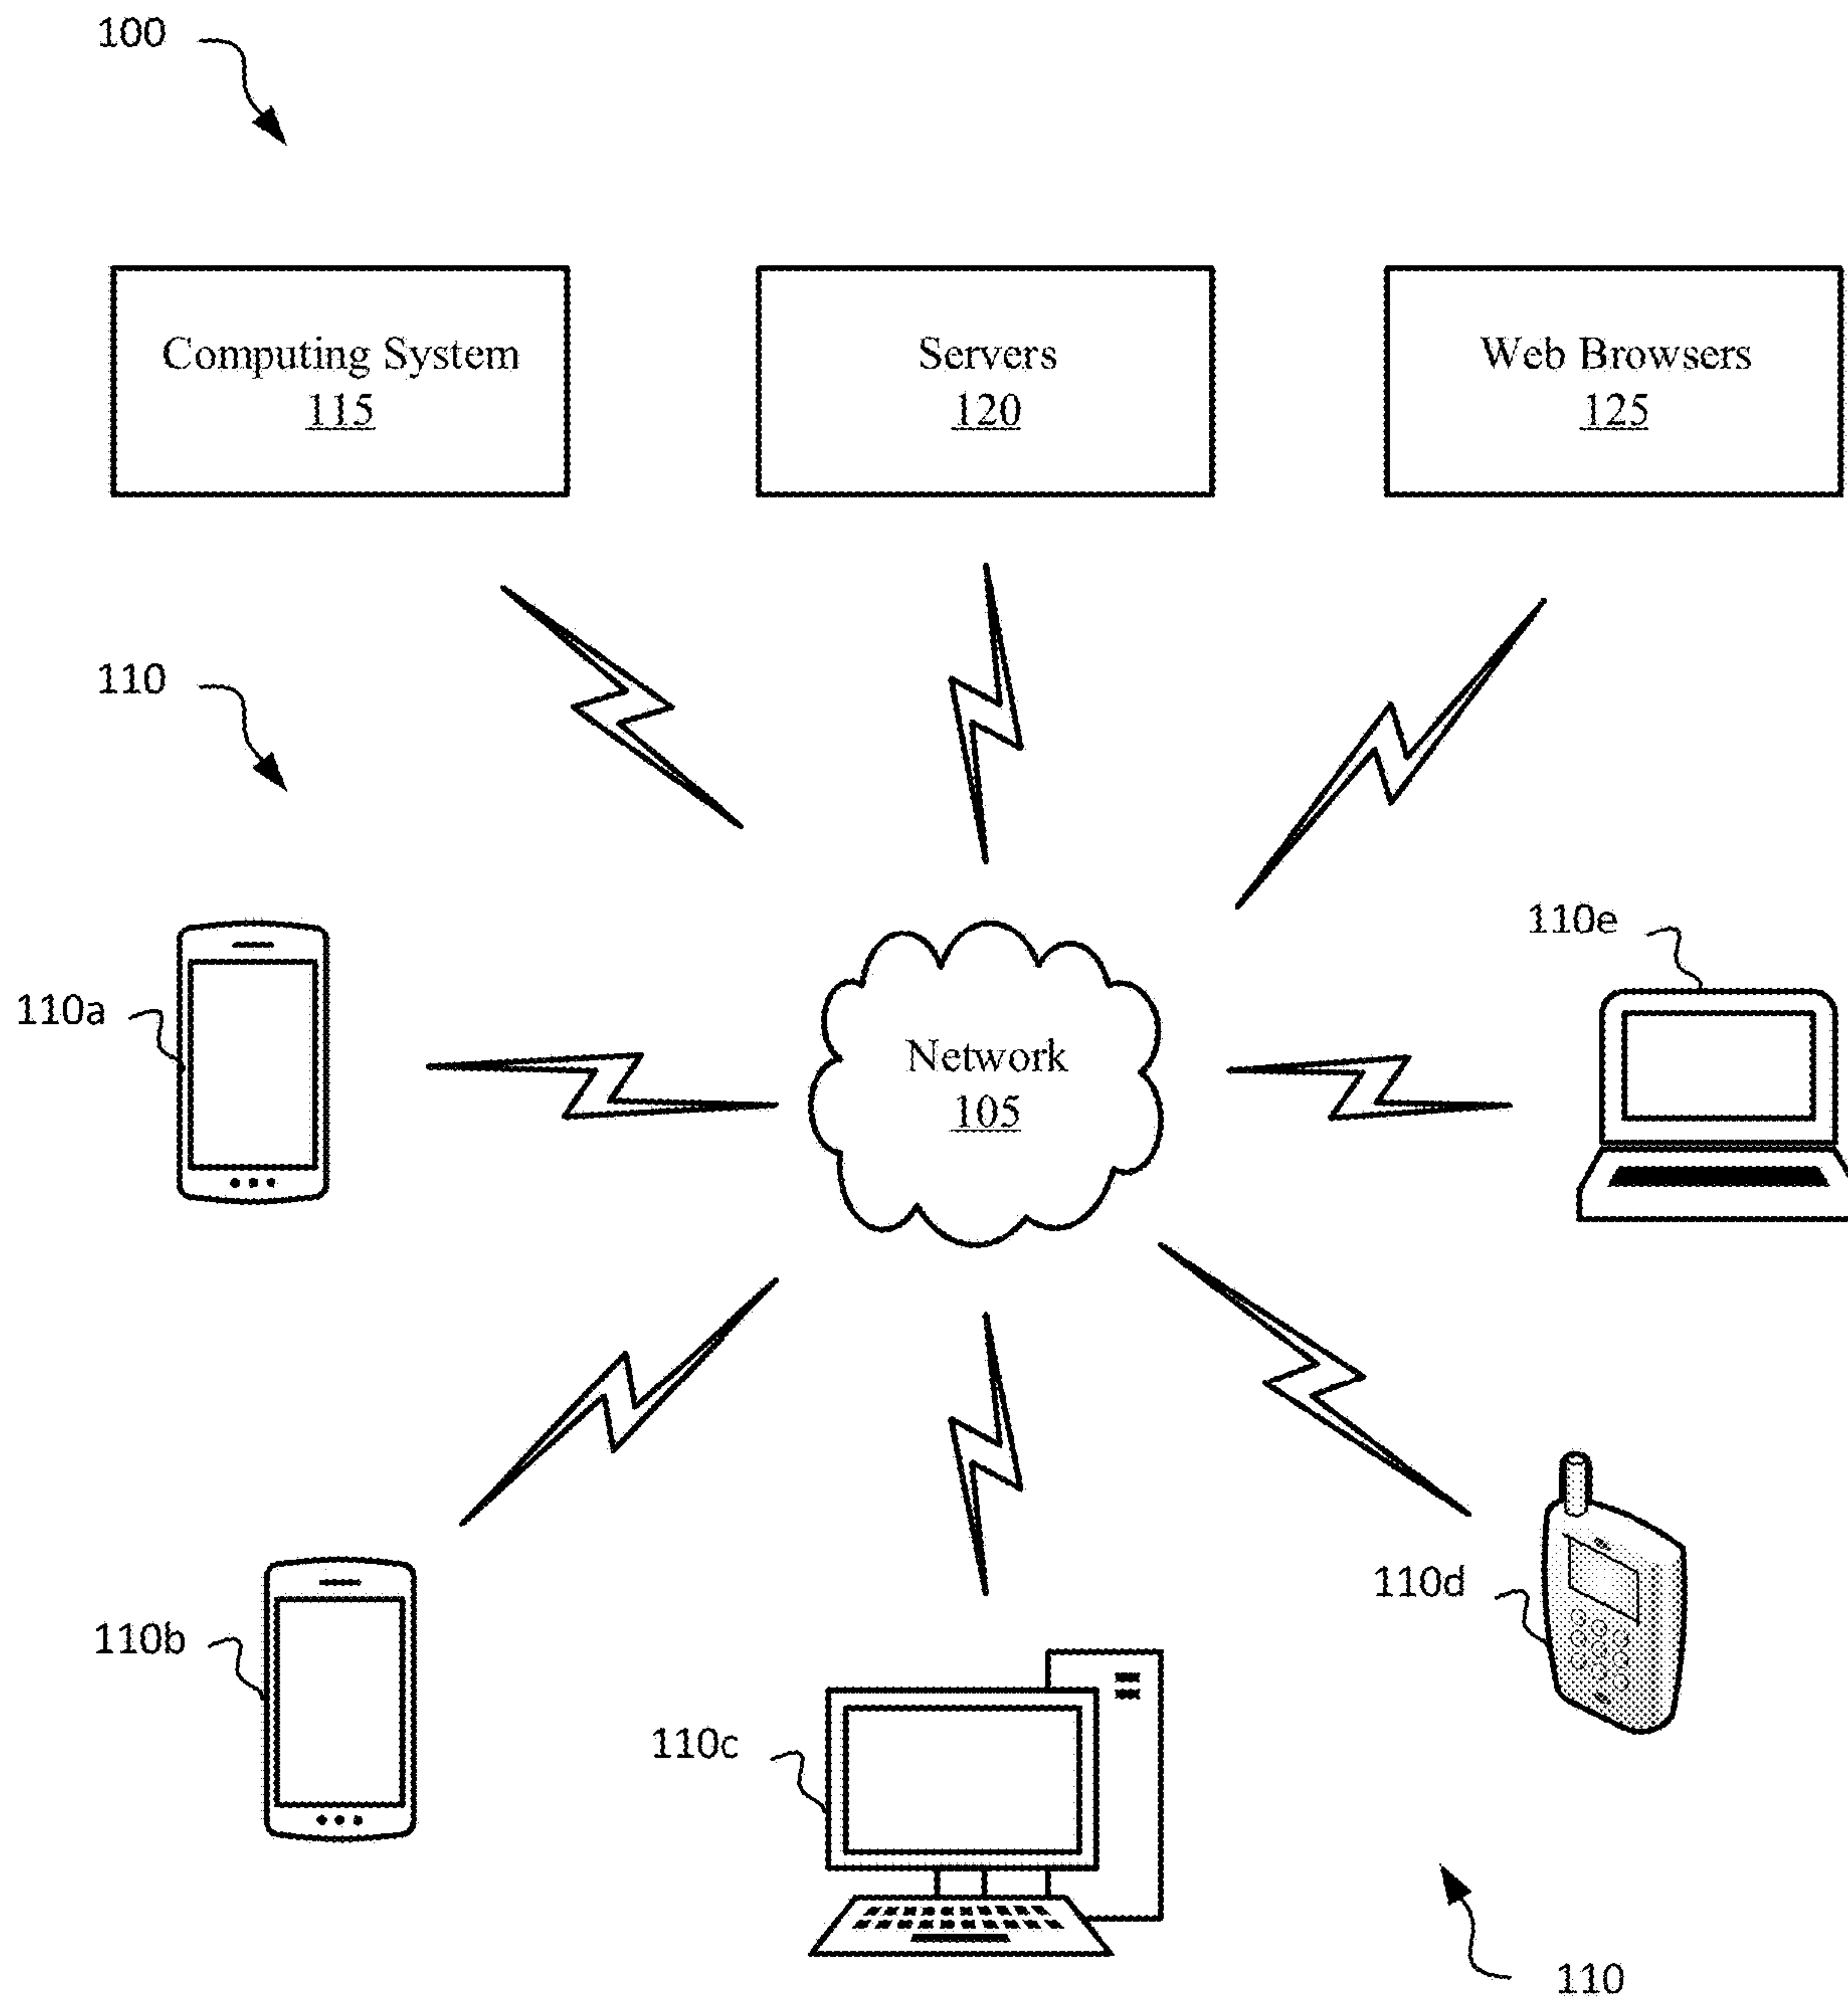 100
Computing System
115
Servers
120
Web Browsers
125
110
110e
110a
Network
105
110d
110b
110c
110